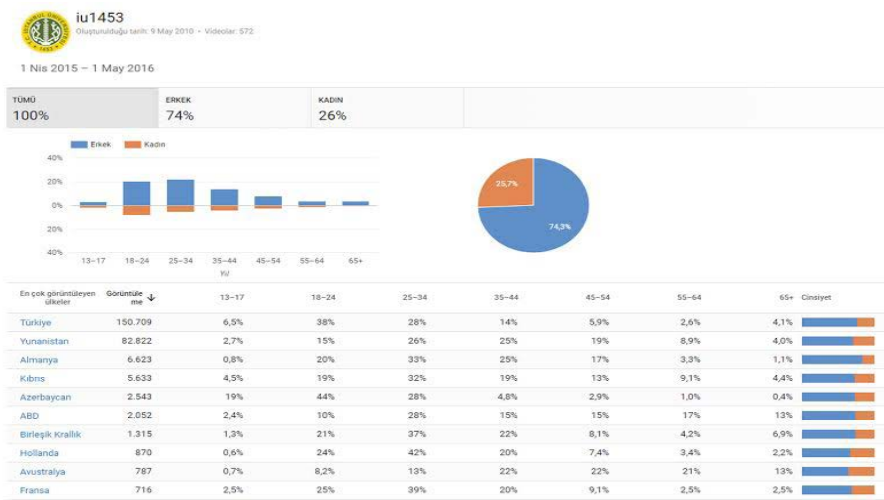 iu1453
Oluşturulduğu tarih: 9 May 2010 • Videolar: 572
1 Nis 2015 – 1 May 2016
TÜMÜ ERKEK KADIN
100% 74% 26%
Erkek Kadın
40%
20%
0%
20%
40%
13–17 18–24 25–34 35–44 45–54 55–64 65+
Yıl
25,7%
74,3%
En çok görüntüleyen ülkeler Görüntüleme ↓ 13–17 18–24 25–34 35–44 45–54 55–64 65+ Cinsiyet
Türkiye 150.709 6,5% 38% 28% 14% 5,9% 2,6% 4,1%
Yunanistan 82.822 2,7% 15% 26% 25% 19% 8,9% 4,0%
Almanya 6.623 0,8% 20% 33% 25% 17% 3,3% 1,1%
Kıbrıs 5.633 4,5% 19% 32% 19% 13% 9,1% 4,4%
Azerbaycan 2.543 19% 44% 28% 4,8% 2,9% 1,0% 0,4%
ABD 2.052 2,4% 10% 28% 15% 15% 17% 13%
Birleşik Krallık 1.315 1,3% 21% 37% 22% 8,1% 4,2% 6,9%
Hollanda 870 0,6% 24% 42% 20% 7,4% 3,4% 2,2%
Avustralya 787 0,7% 8,2% 13% 22% 22% 21% 13%
Fransa 716 2,5% 25% 39% 20% 9,1% 2,5% 2,5%